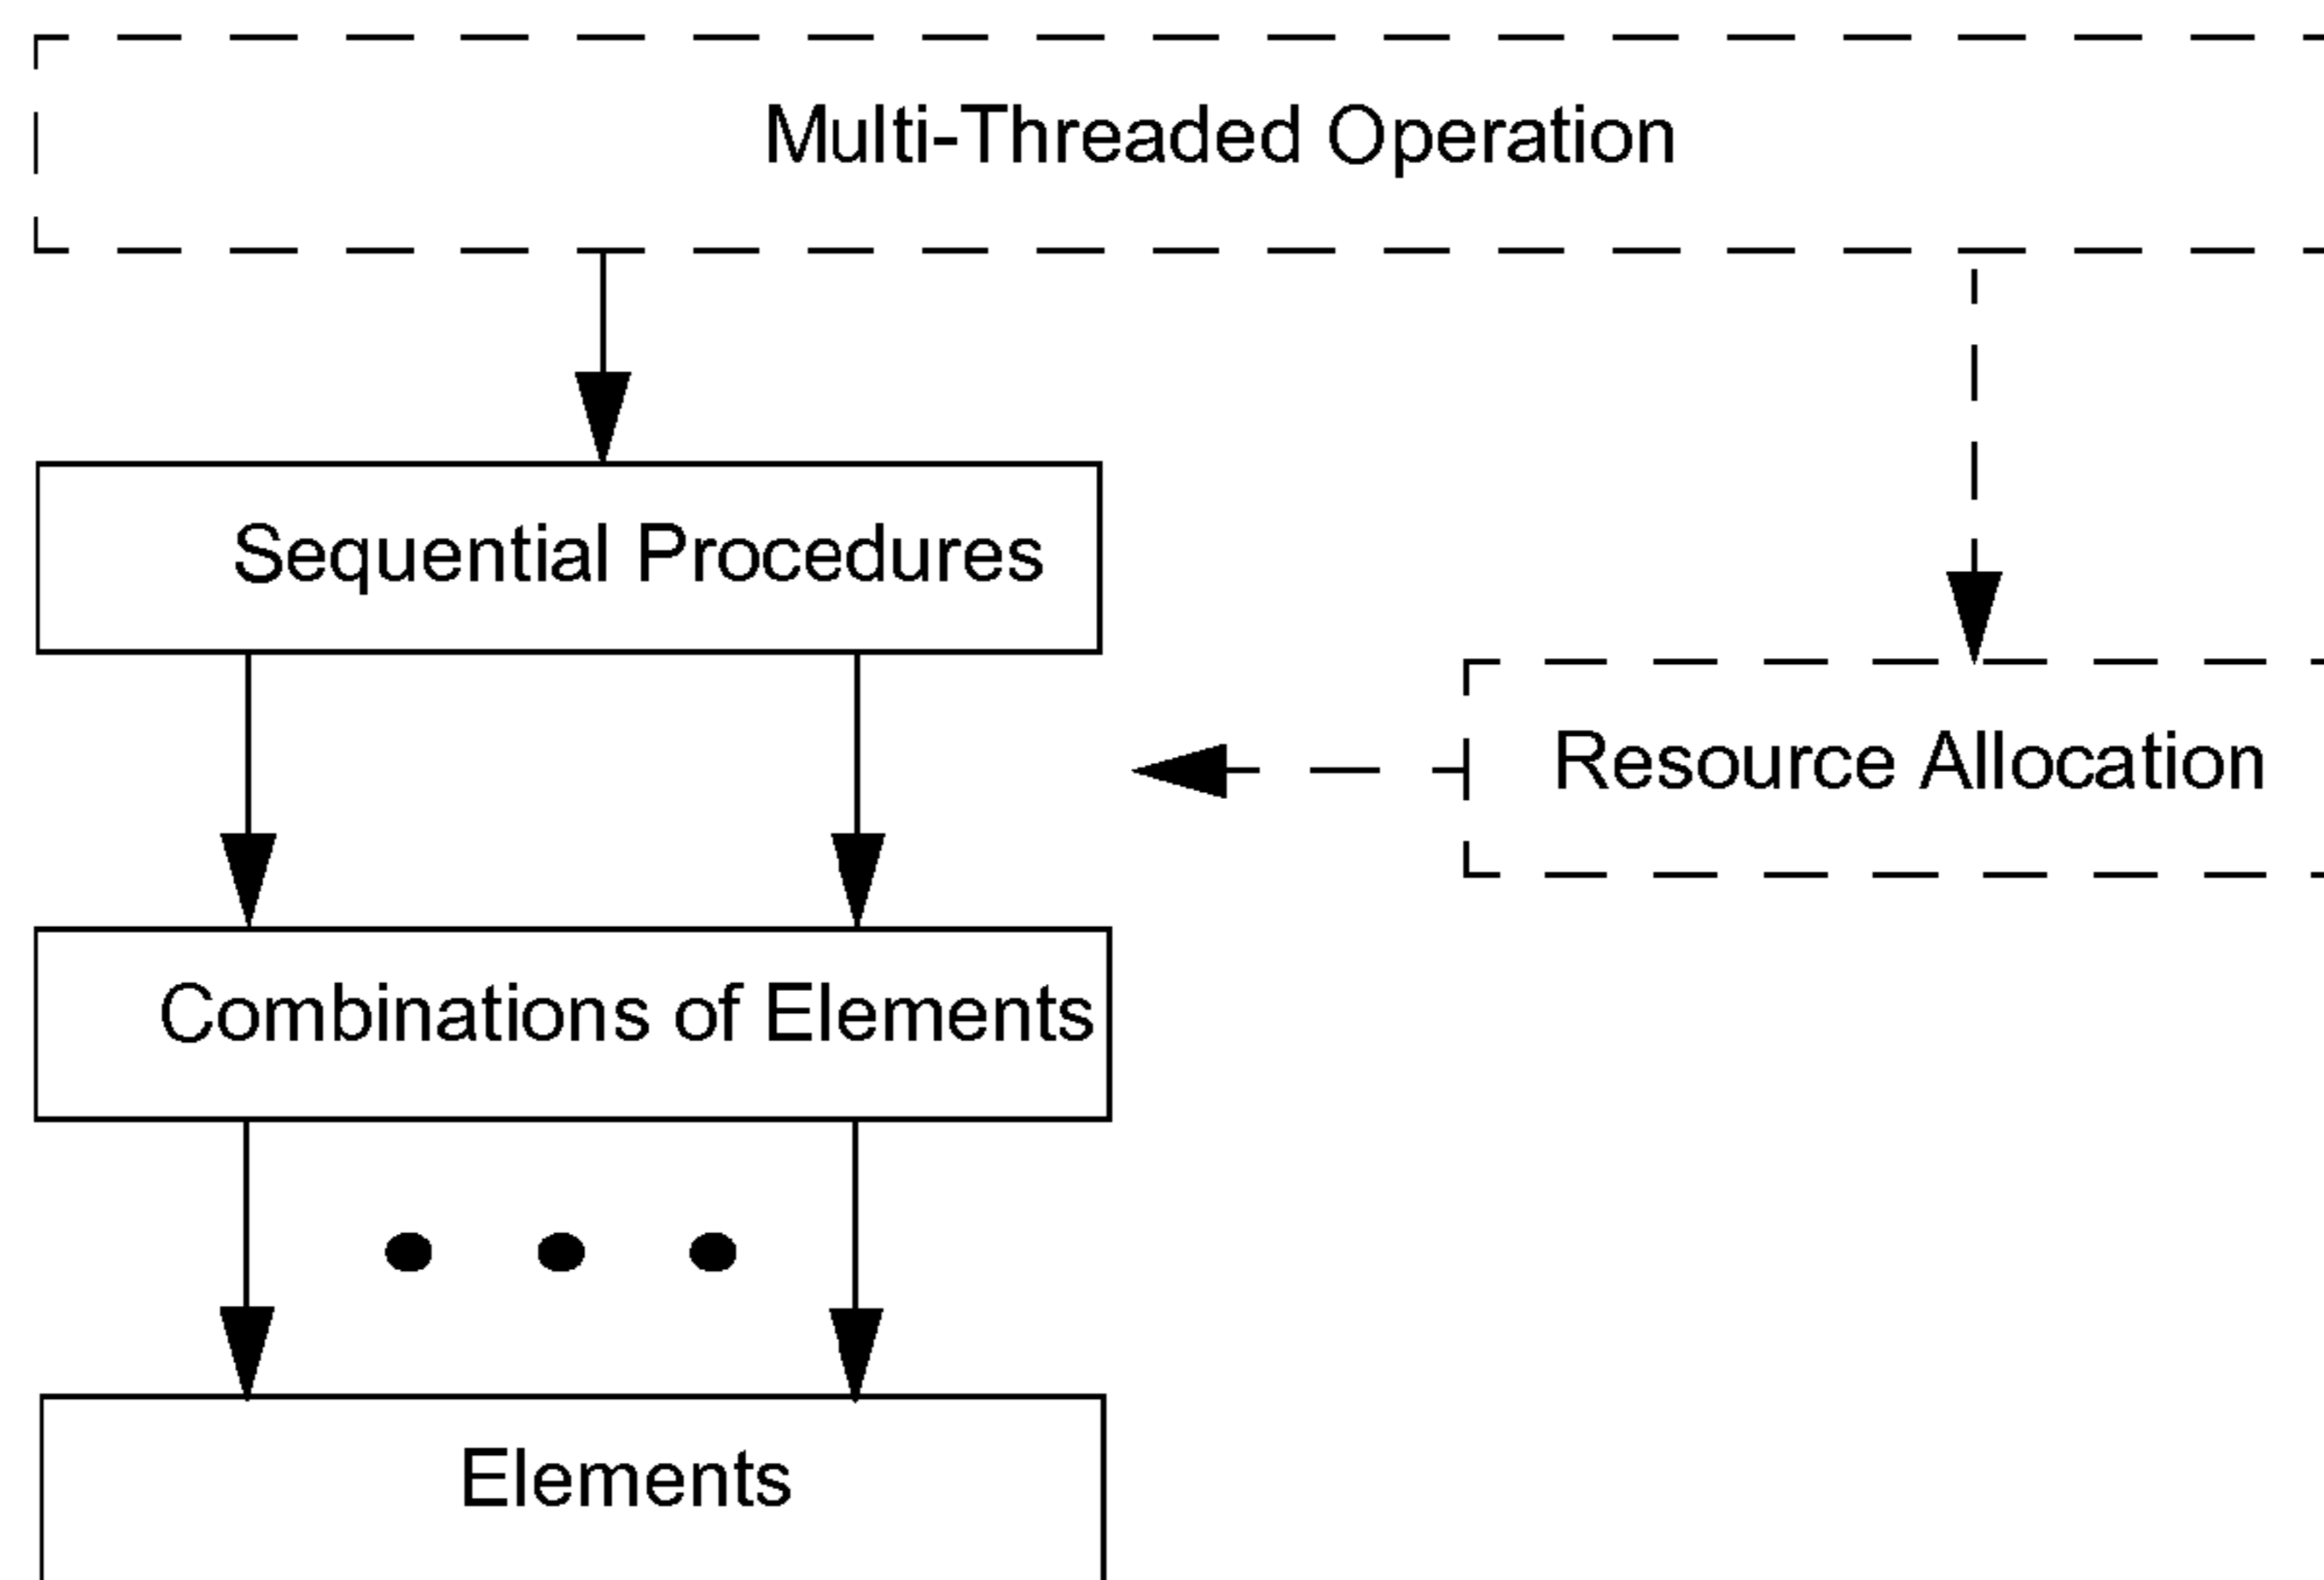 Multi-Threaded Operation
Sequential Procedures
Resource Allocation
Combinations of Elements
Elements